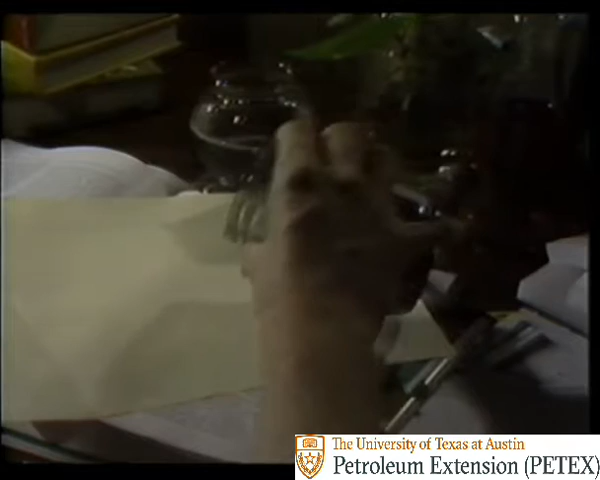 The University of Texas at Austin
Petroleum Extension (PETEX)